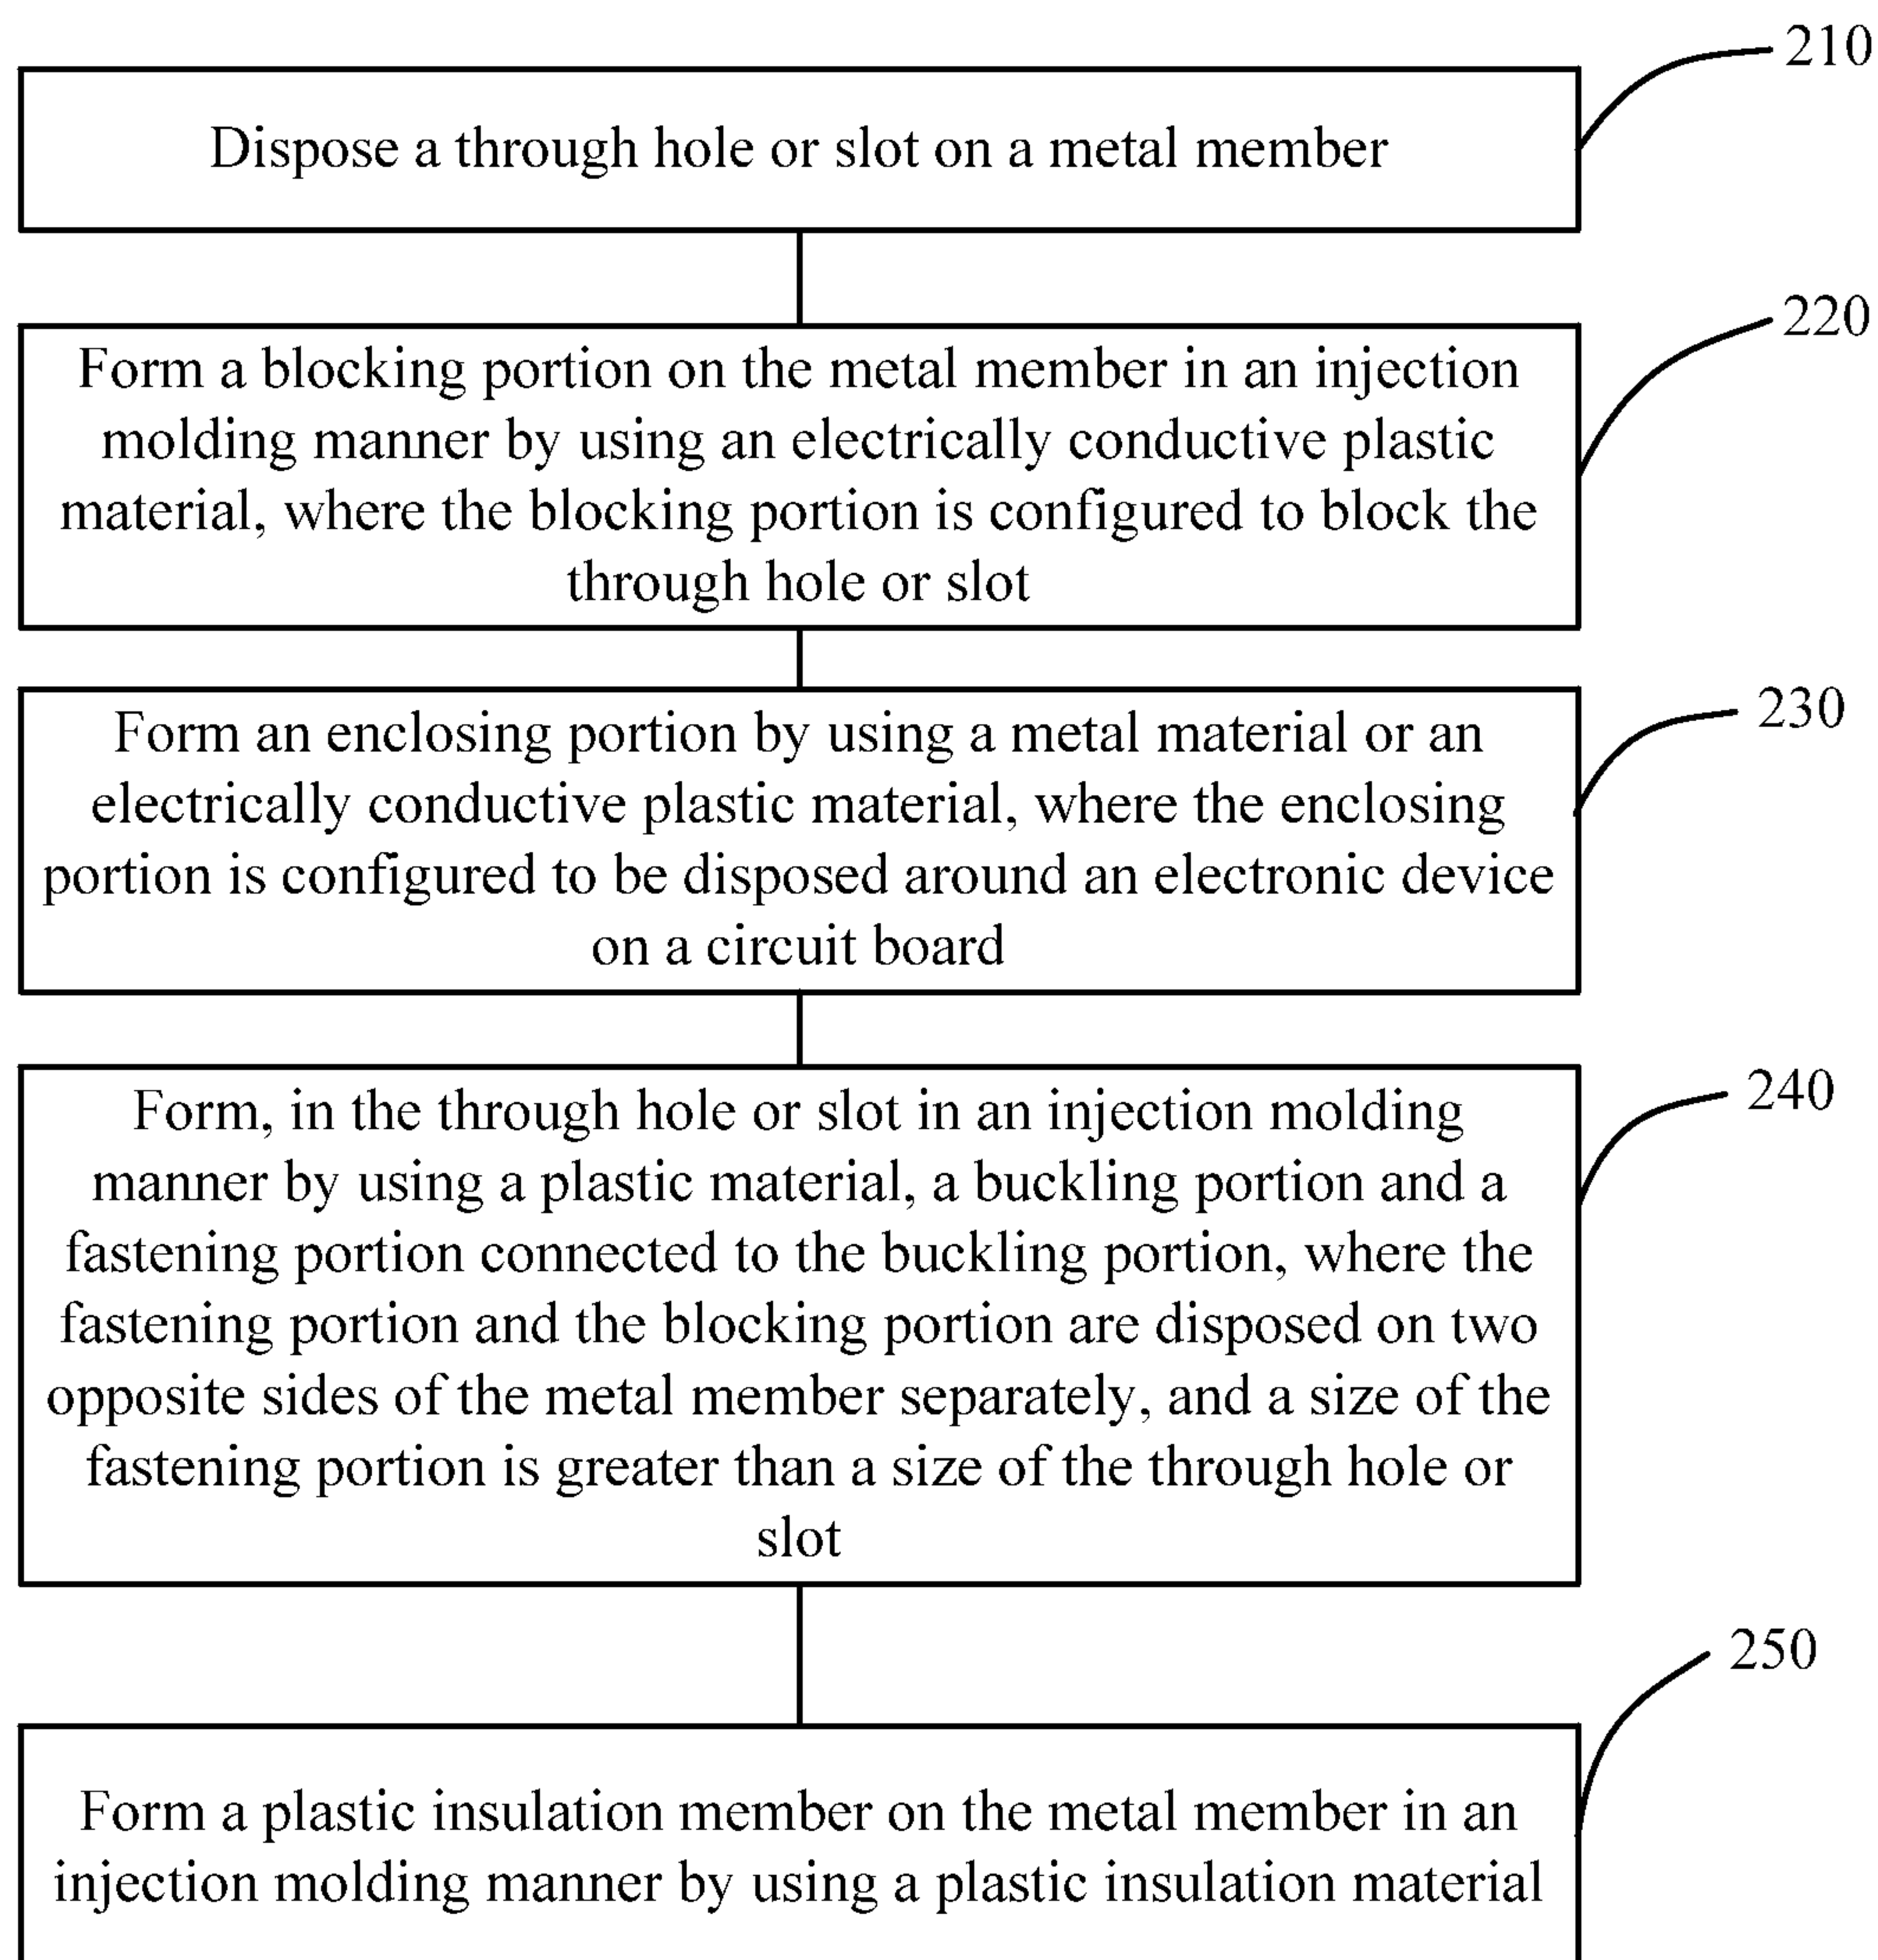 210
Dispose a through hole or slot on a metal member
220
Form a blocking portion on the metal member in an injection
molding manner by using an electrically conductive plastic
material, where the blocking portion is configured to block the
through hole or slot
230
Form an enclosing portion by using a metal material or an
electrically conductive plastic material, where the enclosing
portion is configured to be disposed around an electronic device
on a circuit board
240
Form, in the through hole or slot in an injection molding
manner by using a plastic material, a buckling portion and a
fastening portion connected to the buckling portion, where the
fastening portion and the blocking portion are disposed on two
opposite sides of the metal member separately, and a size of the
fastening portion is greater than a size of the through hole or
slot
250
Form a plastic insulation member on the metal member in an
injection molding manner by using a plastic insulation material